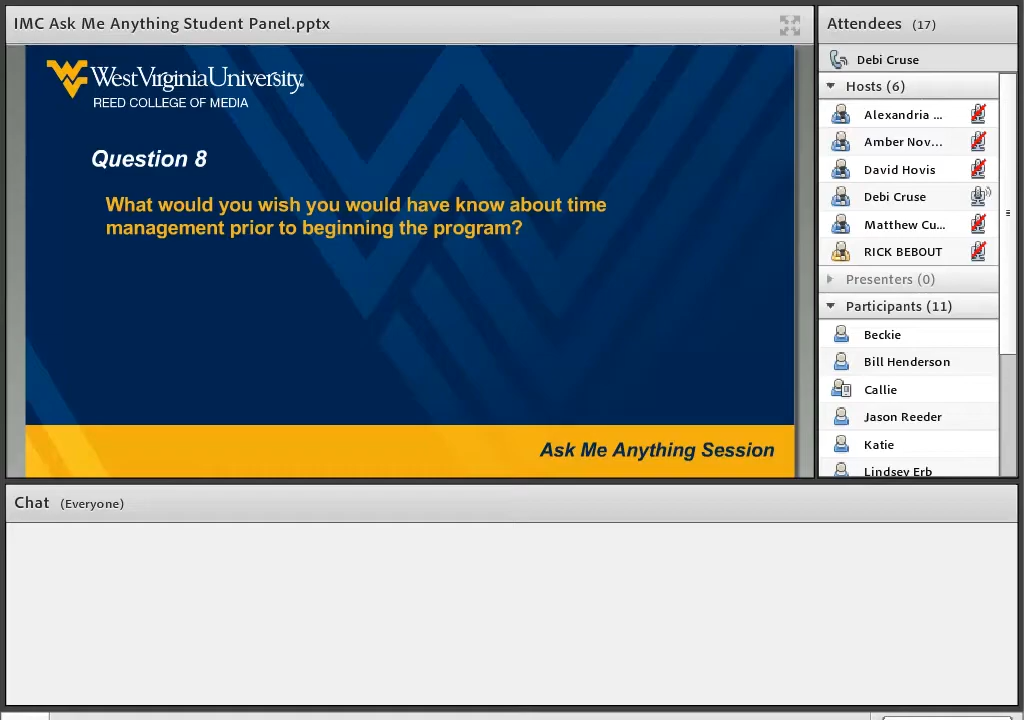 IMC Ask Me Anything Student Panel.pptx
WestVirginiaUniversity.
REED COLLEGE OF MEDIA
Question 8
What would you wish you would have know about time
management prior to beginning the program?
Ask Me Anything Session
Attendees (17)
Debi Cruse
Hosts (6)
Alexandria ...
Amber Nov...
David Hovis
Debi Cruse
Matthew Cu...
RICK BEBOUT
Presenters (0)
Participants (11)
Beckie
Bill Henderson
Callie
Jason Reeder
Katie
Lindsey Erb
Chat (Everyone)